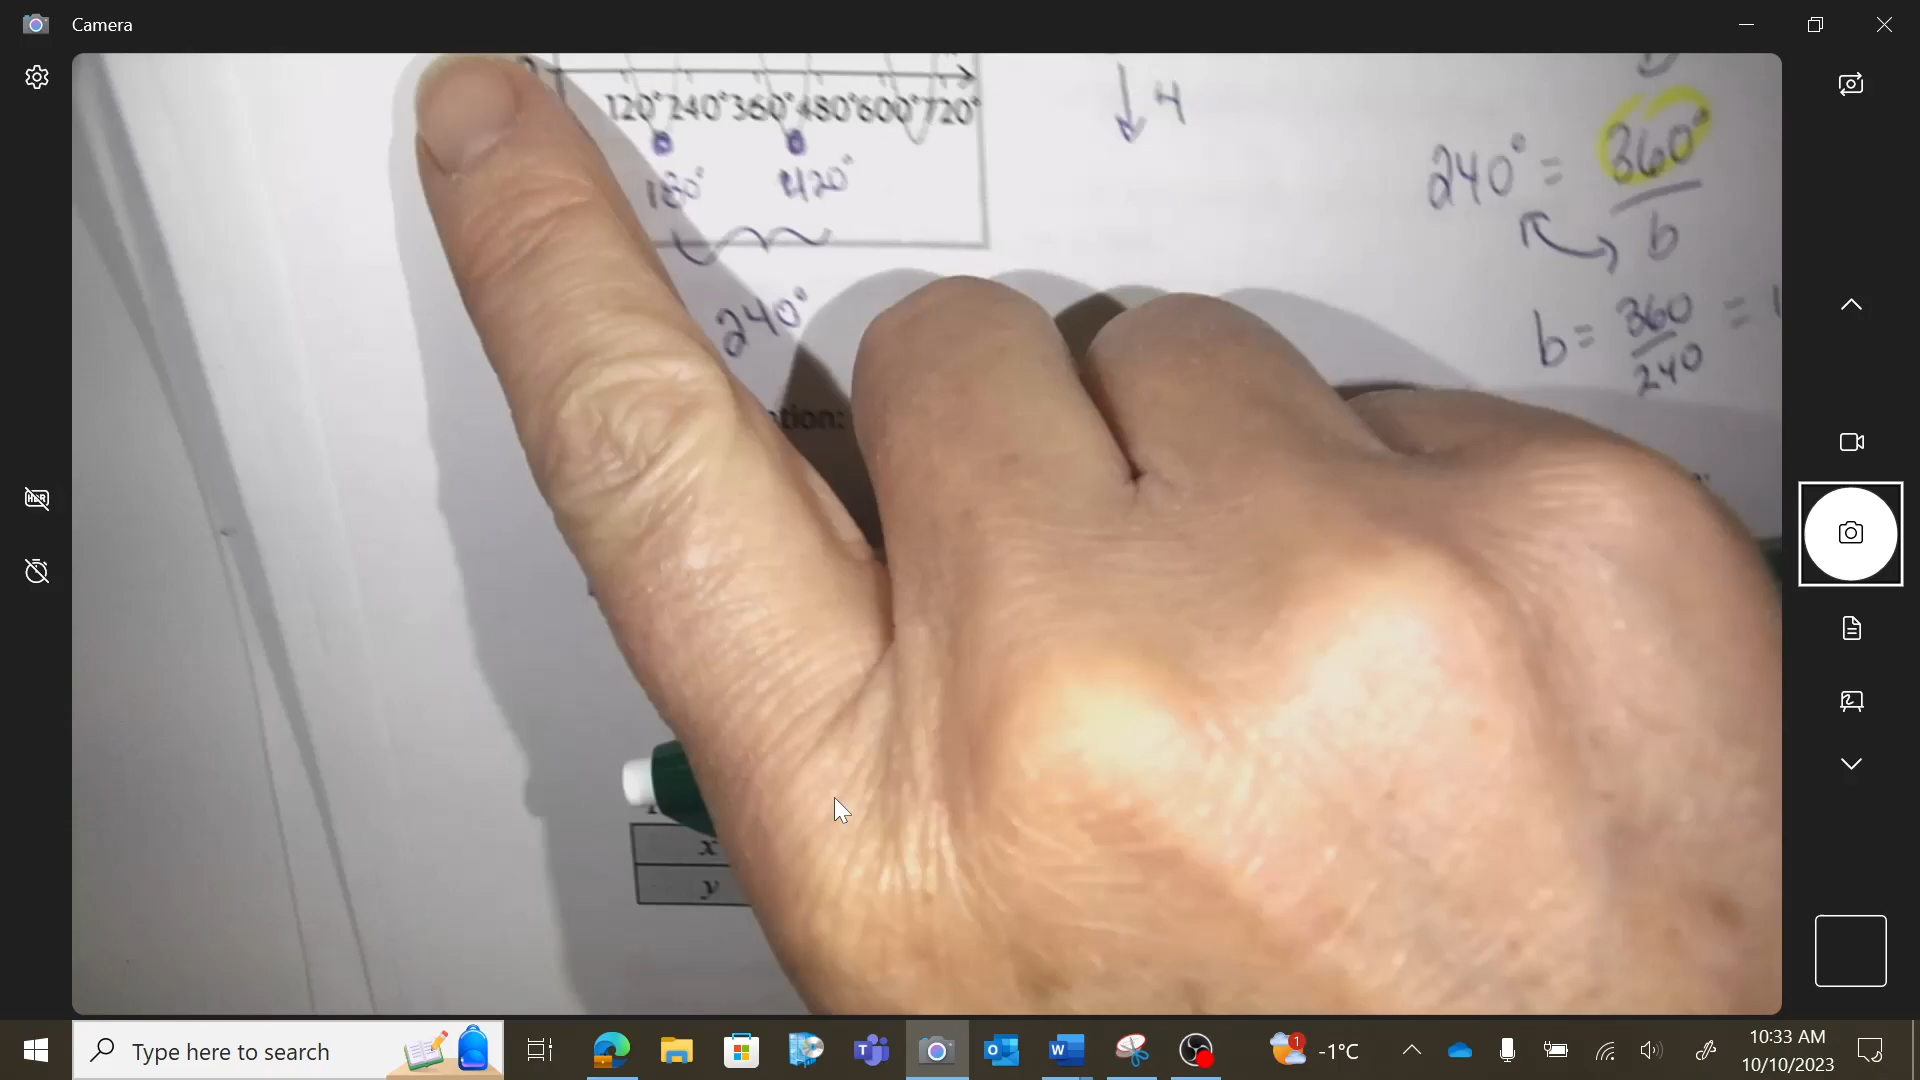 Camera
120° 240° 360° 480° 600° 720°
180° 420°
240°
↓ 4
240° = 360° / b
b = 360 / 240 =
x
y
Type here to search
1
-1°C
10:33 AM
10/10/2023